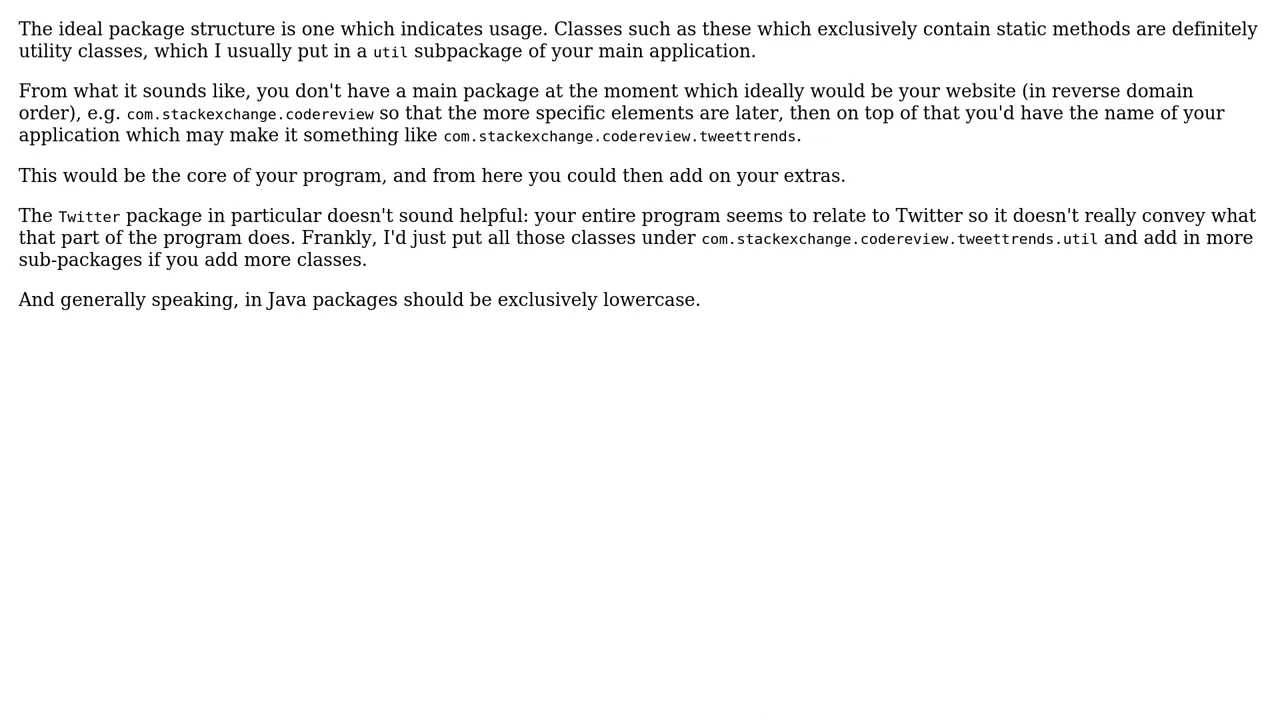 The ideal package structure is one which indicates usage. Classes such as these which exclusively contain static methods are definitely
utility classes, which I usually put in a util subpackage of your main application.
From what it sounds like, you don't have a main package at the moment which ideally would be your website (in reverse domain
order), e.g. com.stackexchange.codereview so that the more specific elements are later, then on top of that you'd have the name of your
application which may make it something like com.stackexchange.codereview.tweettrends.
This would be the core of your program, and from here you could then add on your extras.
The Twitter package in particular doesn't sound helpful: your entire program seems to relate to Twitter so it doesn't really convey what
that part of the program does. Frankly, I'd just put all those classes under com.stackexchange.codereview.tweettrends.util and add in more
sub-packages if you add more classes.
And generally speaking, in Java packages should be exclusively lowercase.